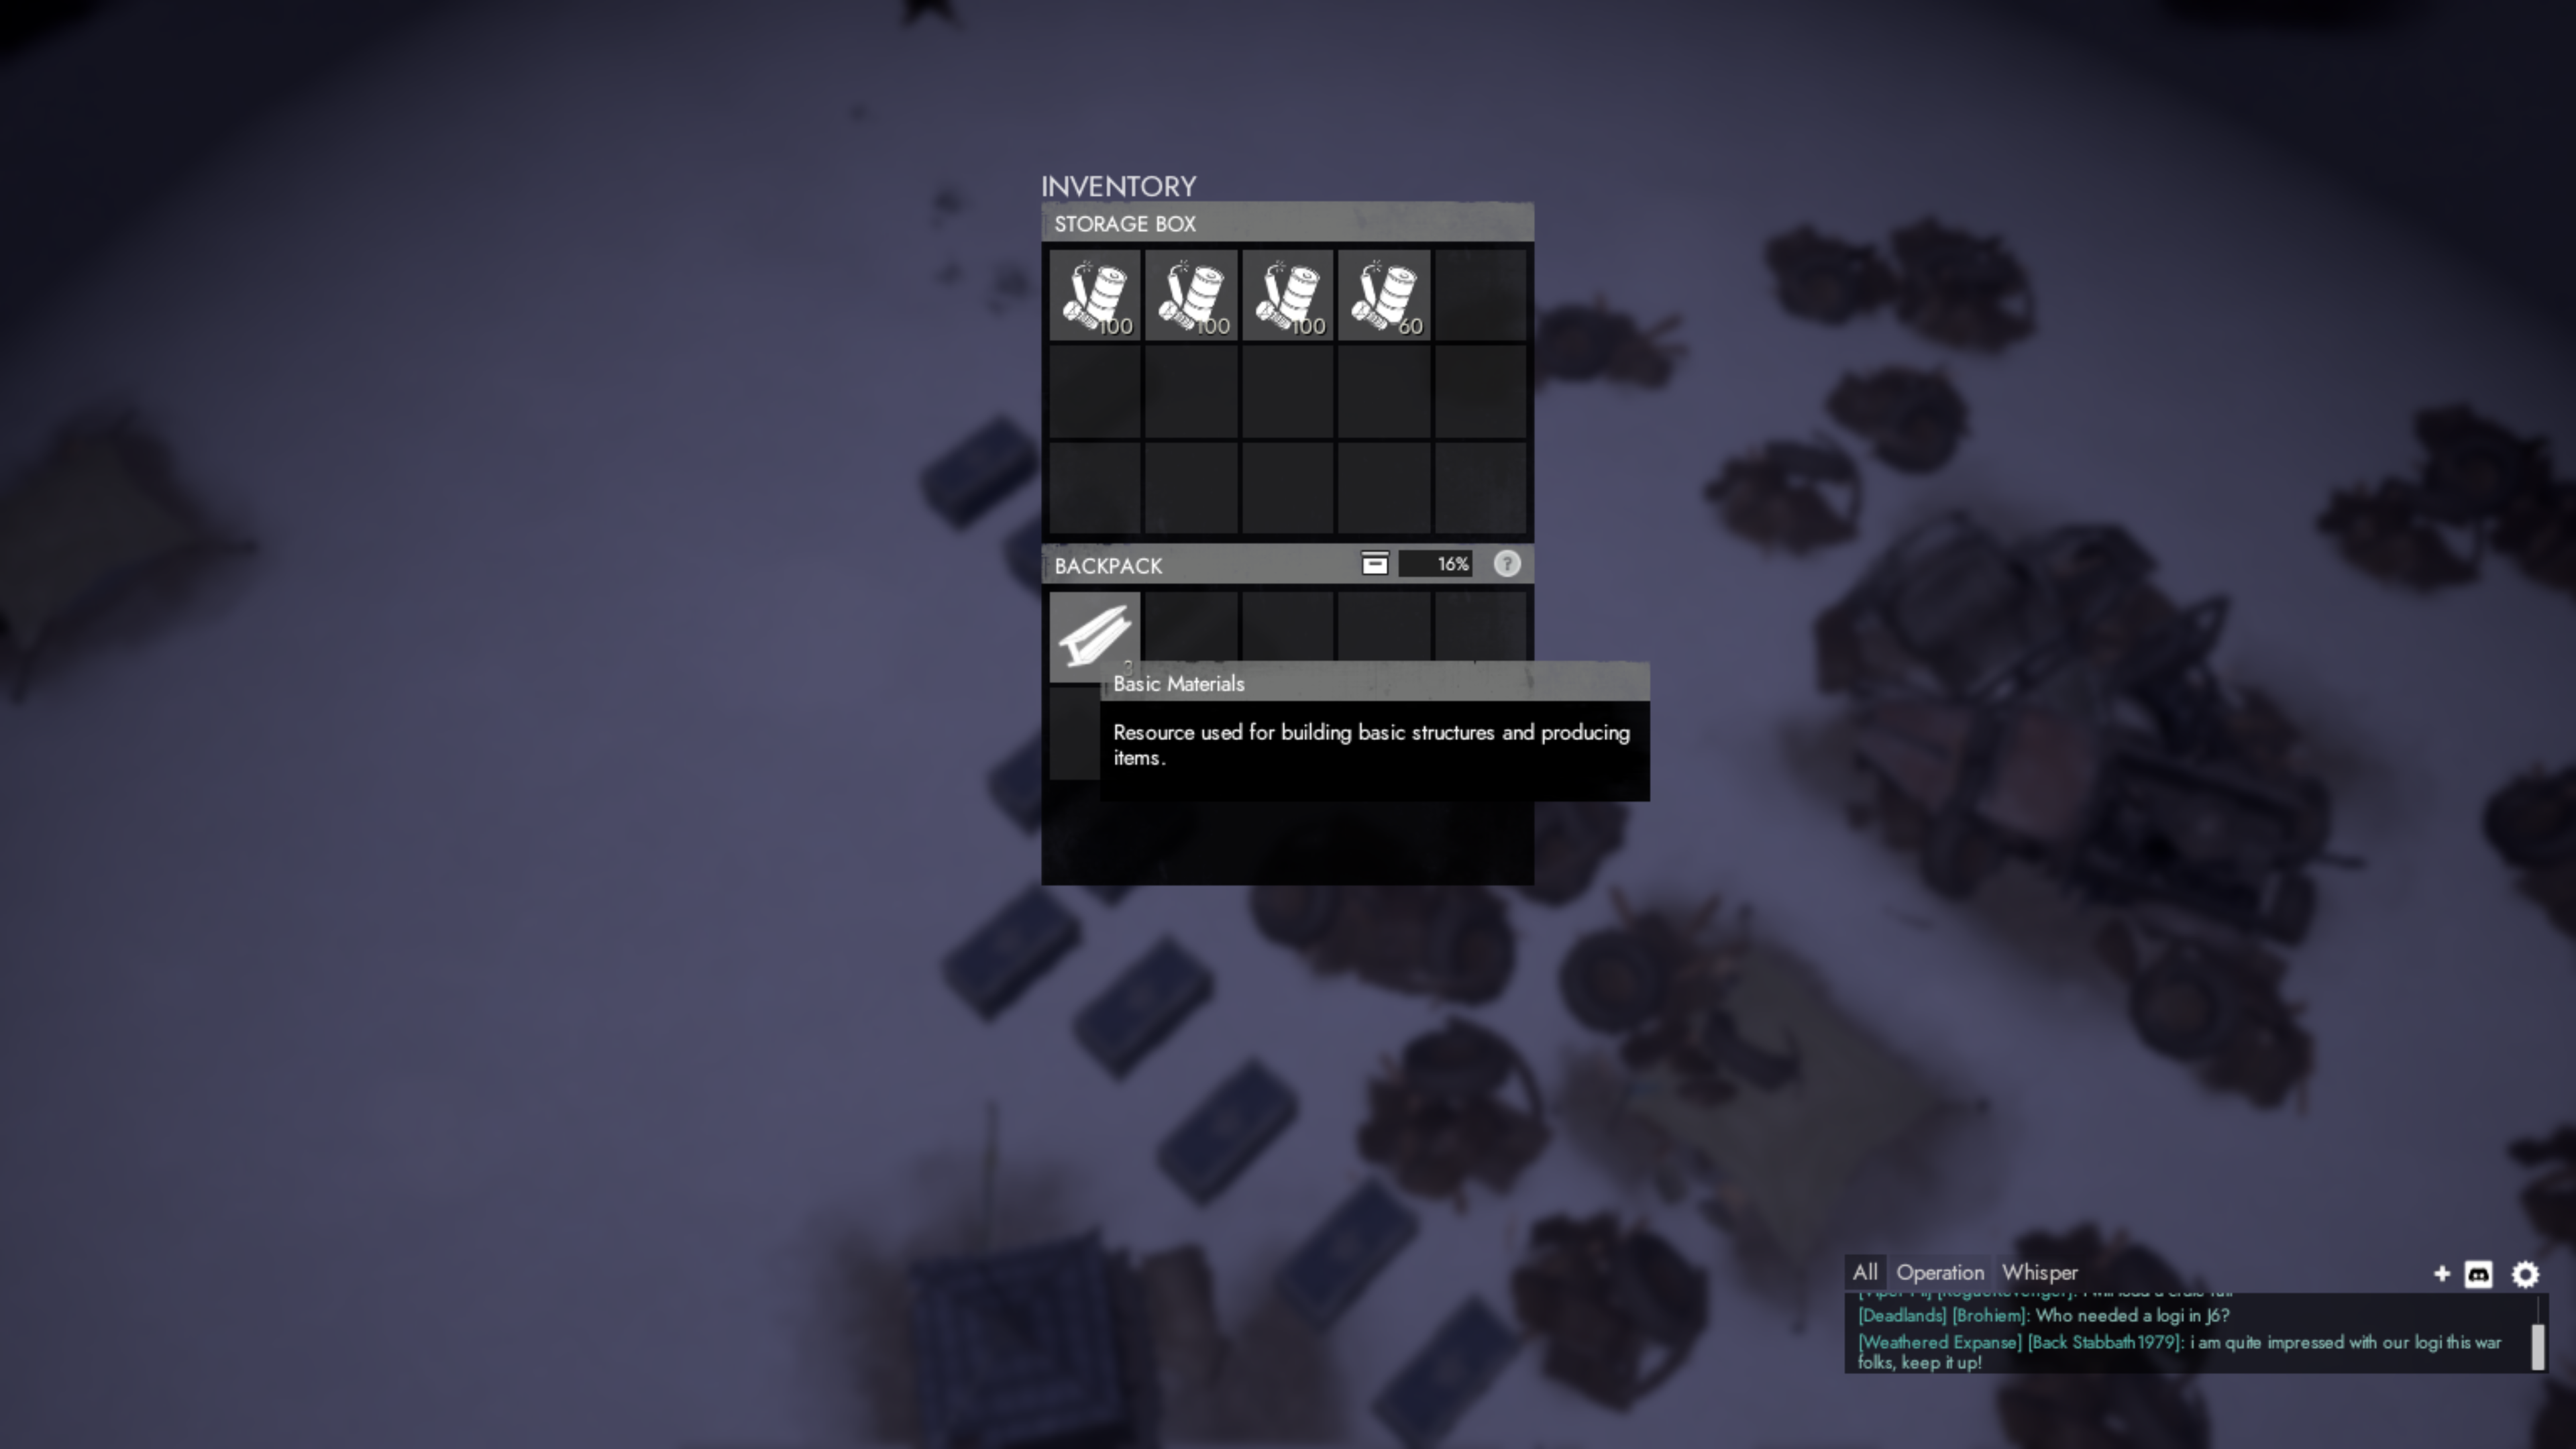 INVENTORY
STORAGE BOX
100 100 100 60
BACKPACK 16% ?
3
Basic Materials
Resource used for building basic structures and producing
items.
All Operation Whisper
[Deadlands] [Brohiem]: Who needed a logi in J6?
[Weathered Expanse] [Back Stabbath1979]: i am quite impressed with our logi this war
folks, keep it up!